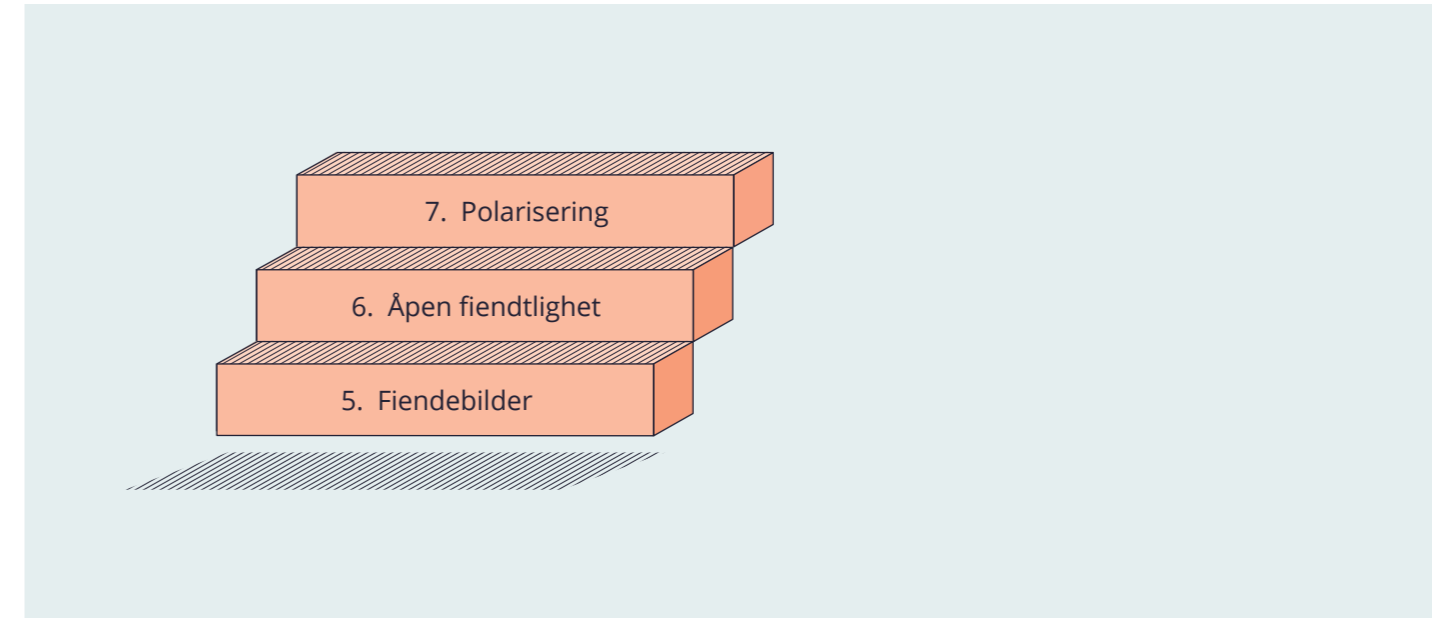 7. Polarisering
6. Åpen fiendtlighet
5. Fiendebilder